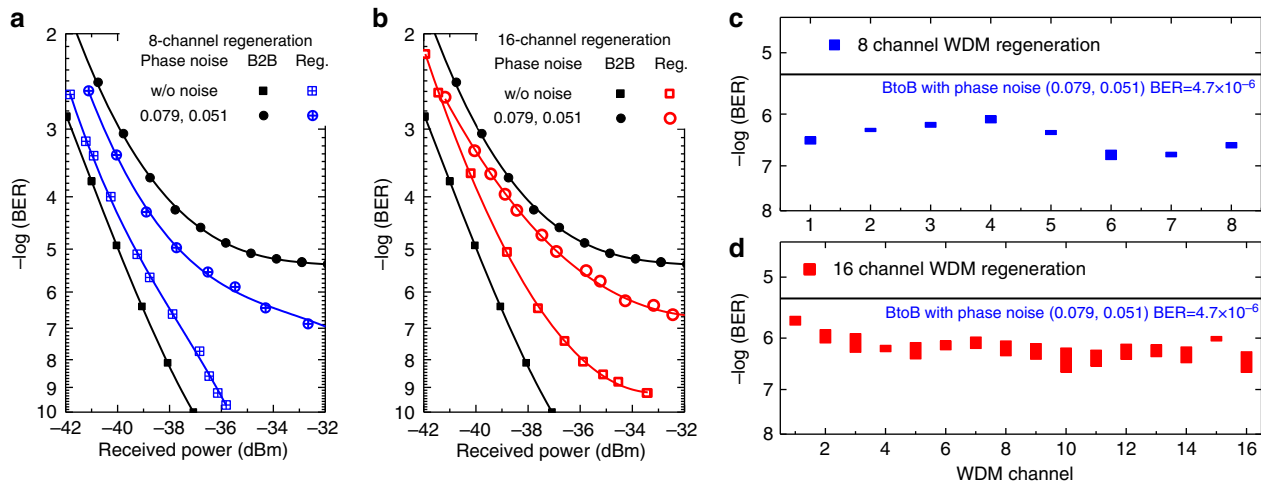 a
8-channel regeneration
Phase noise B2B Reg.
w/o noise
0.079, 0.051
–log (BER)
2
3
4
5
6
7
8
9
10
–42 –40 –38 –36 –34 –32
Received power (dBm)
b
16-channel regeneration
Phase noise B2B Reg.
w/o noise
0.079, 0.051
–log (BER)
2
3
4
5
6
7
8
9
10
–42 –40 –38 –36 –34 –32
Received power (dBm)
c
8 channel WDM regeneration
BtoB with phase noise (0.079, 0.051) BER=4.7×10⁻⁶
–log (BER)
5
6
7
8
1 2 3 4 5 6 7 8
d
16 channel WDM regeneration
BtoB with phase noise (0.079, 0.051) BER=4.7×10⁻⁶
–log (BER)
5
6
7
8
2 4 6 8 10 12 14 16
WDM channel